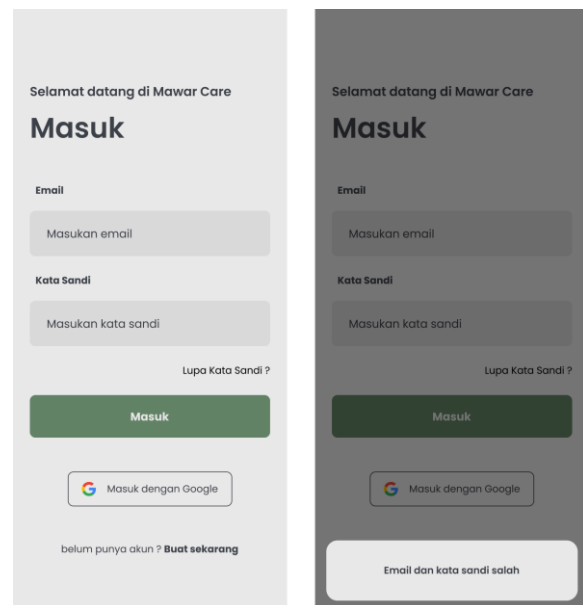 Selamat datang di Mawar Care
Masuk
Email
Masukan email
Kata Sandi
Masukan kata sandi
Lupa Kata Sandi ?
Masuk
Masuk dengan Google
belum punya akun ? Buat sekarang
Selamat datang di Mawar Care
Masuk
Email
Masukan email
Kata Sandi
Masukan kata sandi
Lupa Kata Sandi ?
Masuk
Masuk dengan Google
Email dan kata sandi salah